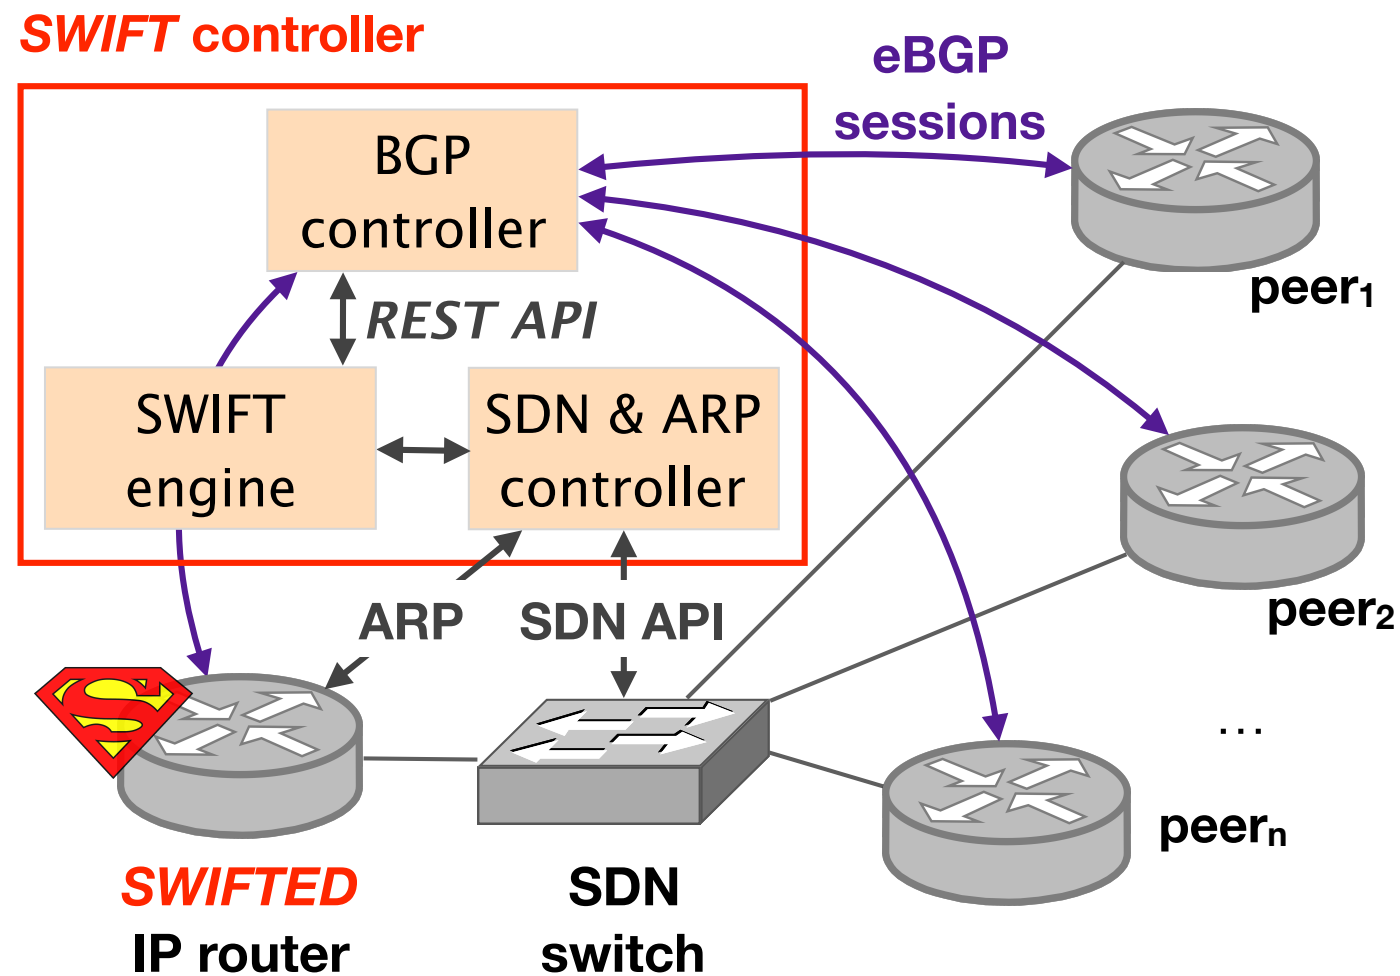 SWIFT controller
eBGP
sessions
BGP
controller
REST API
peer1
SWIFT
engine
SDN & ARP
controller
ARP
SDN API
peer2
S
...
peern
SWIFTED
IP router
SDN
switch